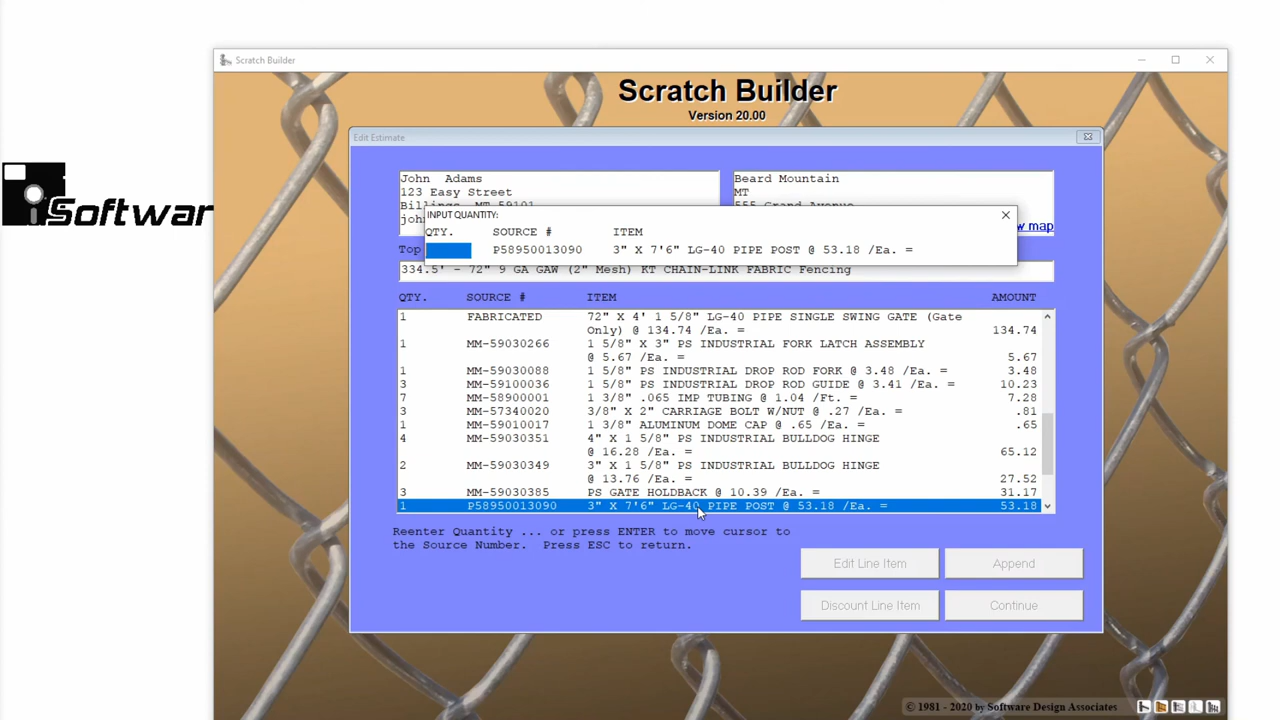 Scratch Builder
Scratch Builder
Version 20.00
Edit Estimate
John Adams
123 Easy Street
Billings, MT 59101
Beard Mountain
MT
555 Grand Avenue
w map
INPUT QUANTITY:
QTY. SOURCE # ITEM
P58950013090 3" X 7'6" LG-40 PIPE POST @ 53.18 /Ea. =
joh
Top
334.5' - 72" 9 GA GAW (2" Mesh) KT CHAIN-LINK FABRIC Fencing
QTY. SOURCE # ITEM AMOUNT
1 FABRICATED 72" X 4' 1 5/8" LG-40 PIPE SINGLE SWING GATE (Gate
Only) @ 134.74 /Ea. = 134.74
1 MM-59030266 1 5/8" X 3" PS INDUSTRIAL FORK LATCH ASSEMBLY
@ 5.67 /Ea. = 5.67
1 MM-59030088 1 5/8" PS INDUSTRIAL DROP ROD FORK @ 3.48 /Ea. = 3.48
3 MM-59100036 1 5/8" PS INDUSTRIAL DROP ROD GUIDE @ 3.41 /Ea. = 10.23
7 MM-58900001 1 3/8" .065 IMP TUBING @ 1.04 /Ft. = 7.28
3 MM-57340020 3/8" X 2" CARRIAGE BOLT W/NUT @ .27 /Ea. = .81
1 MM-59010017 1 3/8" ALUMINUM DOME CAP @ .65 /Ea. = .65
4 MM-59030351 4" X 1 5/8" PS INDUSTRIAL BULLDOG HINGE
@ 16.28 /Ea. = 65.12
2 MM-59030349 3" X 1 5/8" PS INDUSTRIAL BULLDOG HINGE
@ 13.76 /Ea. = 27.52
3 MM-59030385 PS GATE HOLDBACK @ 10.39 /Ea. = 31.17
1 P58950013090 3" X 7'6" LG-40 PIPE POST @ 53.18 /Ea. = 53.18
Reenter Quantity ... or press ENTER to move cursor to
the Source Number. Press ESC to return.
Edit Line Item Append
Discount Line Item Continue
© 1981 - 2020 by Software Design Associates
iSoftwar